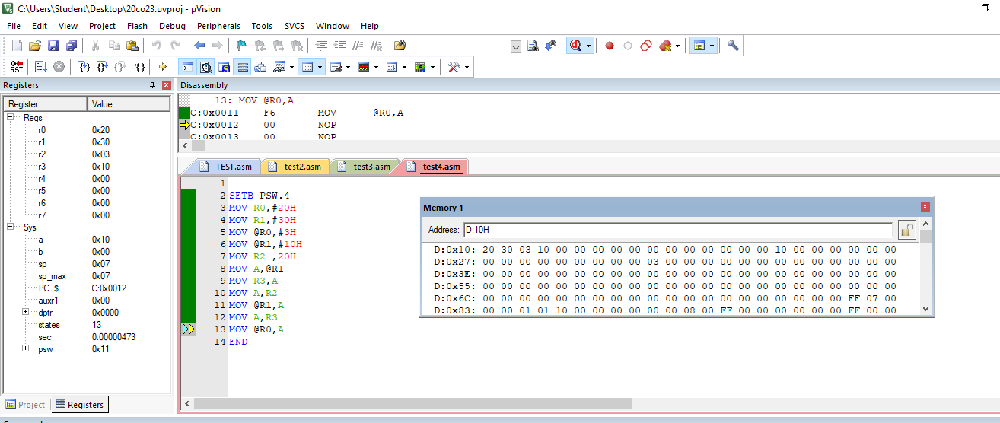 C:\Users\Student\Desktop\20co23.uvproj - µVision
File Edit View Project Flash Debug Peripherals Tools SVCS Window Help
RST
Registers
Register Value
Regs
r0 0x20
r1 0x30
r2 0x03
r3 0x10
r4 0x00
r5 0x00
r6 0x00
r7 0x00
Sys
a 0x10
b 0x00
sp 0x07
sp_max 0x07
PC $ C:0x0012
auxr1 0x00
dptr 0x0000
states 13
sec 0.00000473
psw 0x11
Project Registers
Disassembly
13: MOV @R0,A
C:0x0011 F6 MOV @R0,A
C:0x0012 00 NOP
C:0x0013 00 NOP
TEST.asm test2.asm test3.asm test4.asm
1
2 SETB PSW.4
3 MOV R0,#20H
4 MOV R1,#30H
5 MOV @R0,#3H
6 MOV @R1,#10H
7 MOV R2 ,20H
8 MOV A,@R1
9 MOV R3,A
10 MOV A,R2
11 MOV @R1,A
12 MOV A,R3
13 MOV @R0,A
14 END
Memory 1
Address: D:10H
D:0x10: 20 30 03 10 00 00 00 00 00 00 00 00 00 00 00 00 10 00 00 00 00 00 00
D:0x27: 00 00 00 00 00 00 00 00 00 03 00 00 00 00 00 00 00 00 00 00 00 00 00
D:0x3E: 00 00 00 00 00 00 00 00 00 00 00 00 00 00 00 00 00 00 00 00 00 00 00
D:0x55: 00 00 00 00 00 00 00 00 00 00 00 00 00 00 00 00 00 00 00 00 00 00 00
D:0x6C: 00 00 00 00 00 00 00 00 00 00 00 00 00 00 00 00 00 00 00 00 FF 07 00
D:0x83: 00 00 01 01 10 00 00 00 00 00 00 08 00 FF 00 00 00 00 00 00 FF 00 00